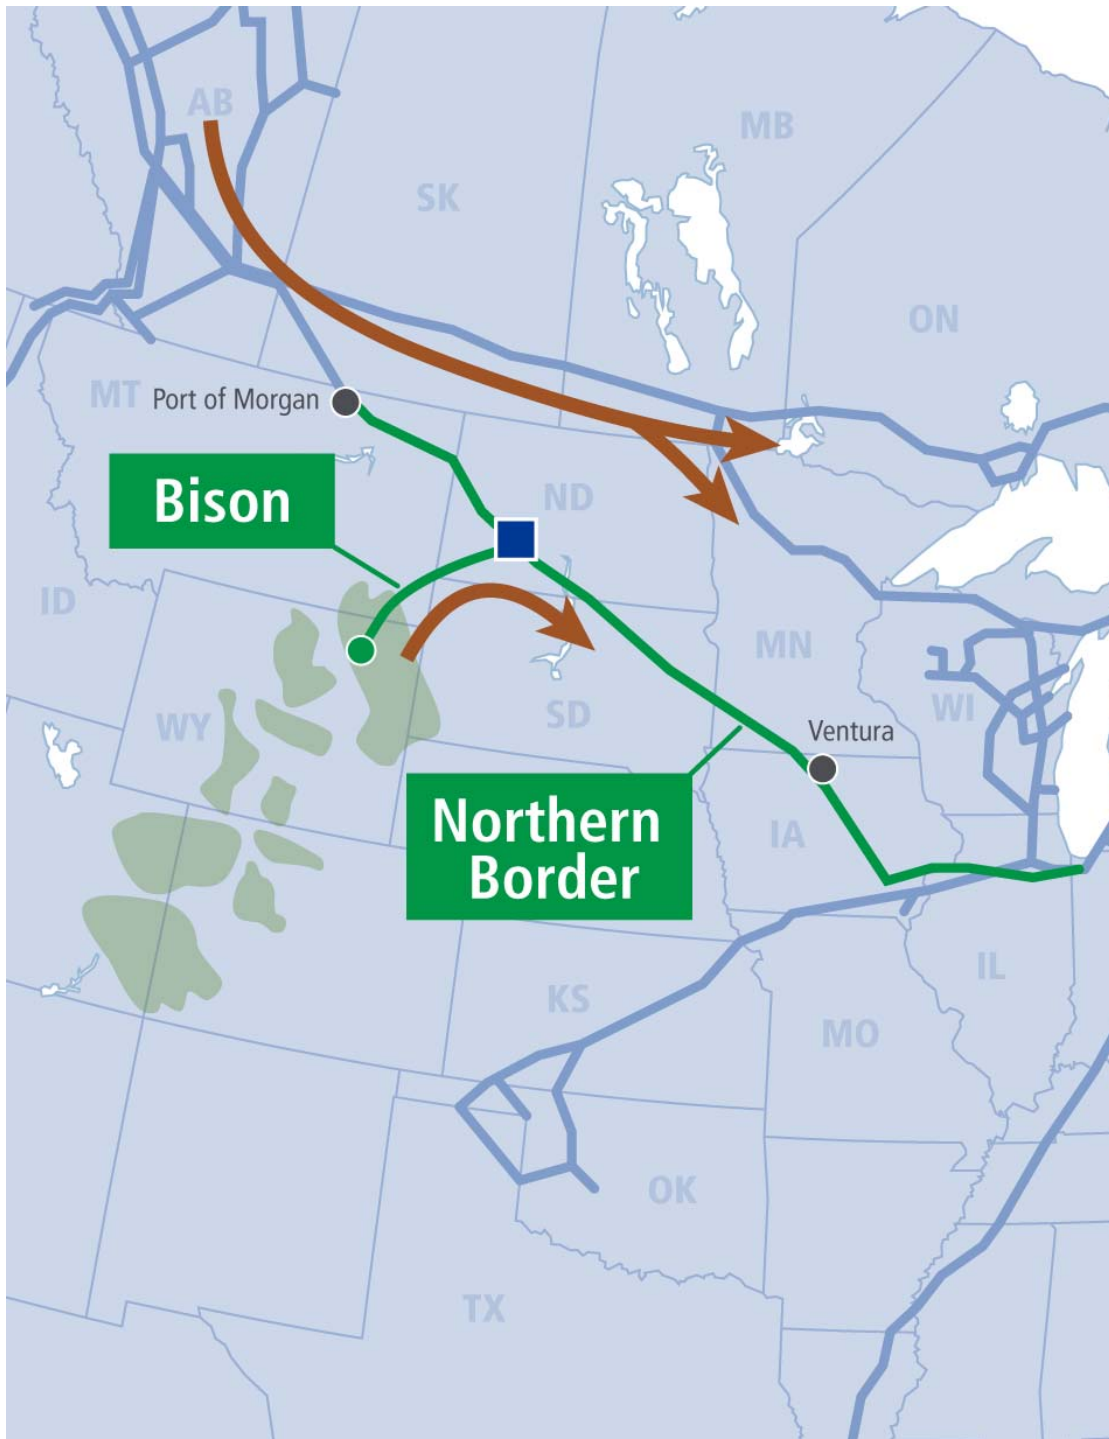 AB
MB
SK
ON
MT
Port of Morgan
Bison
ND
ID
MN
WY
SD
WI
Ventura
Northern
Border
IA
IL
KS
MO
OK
TX